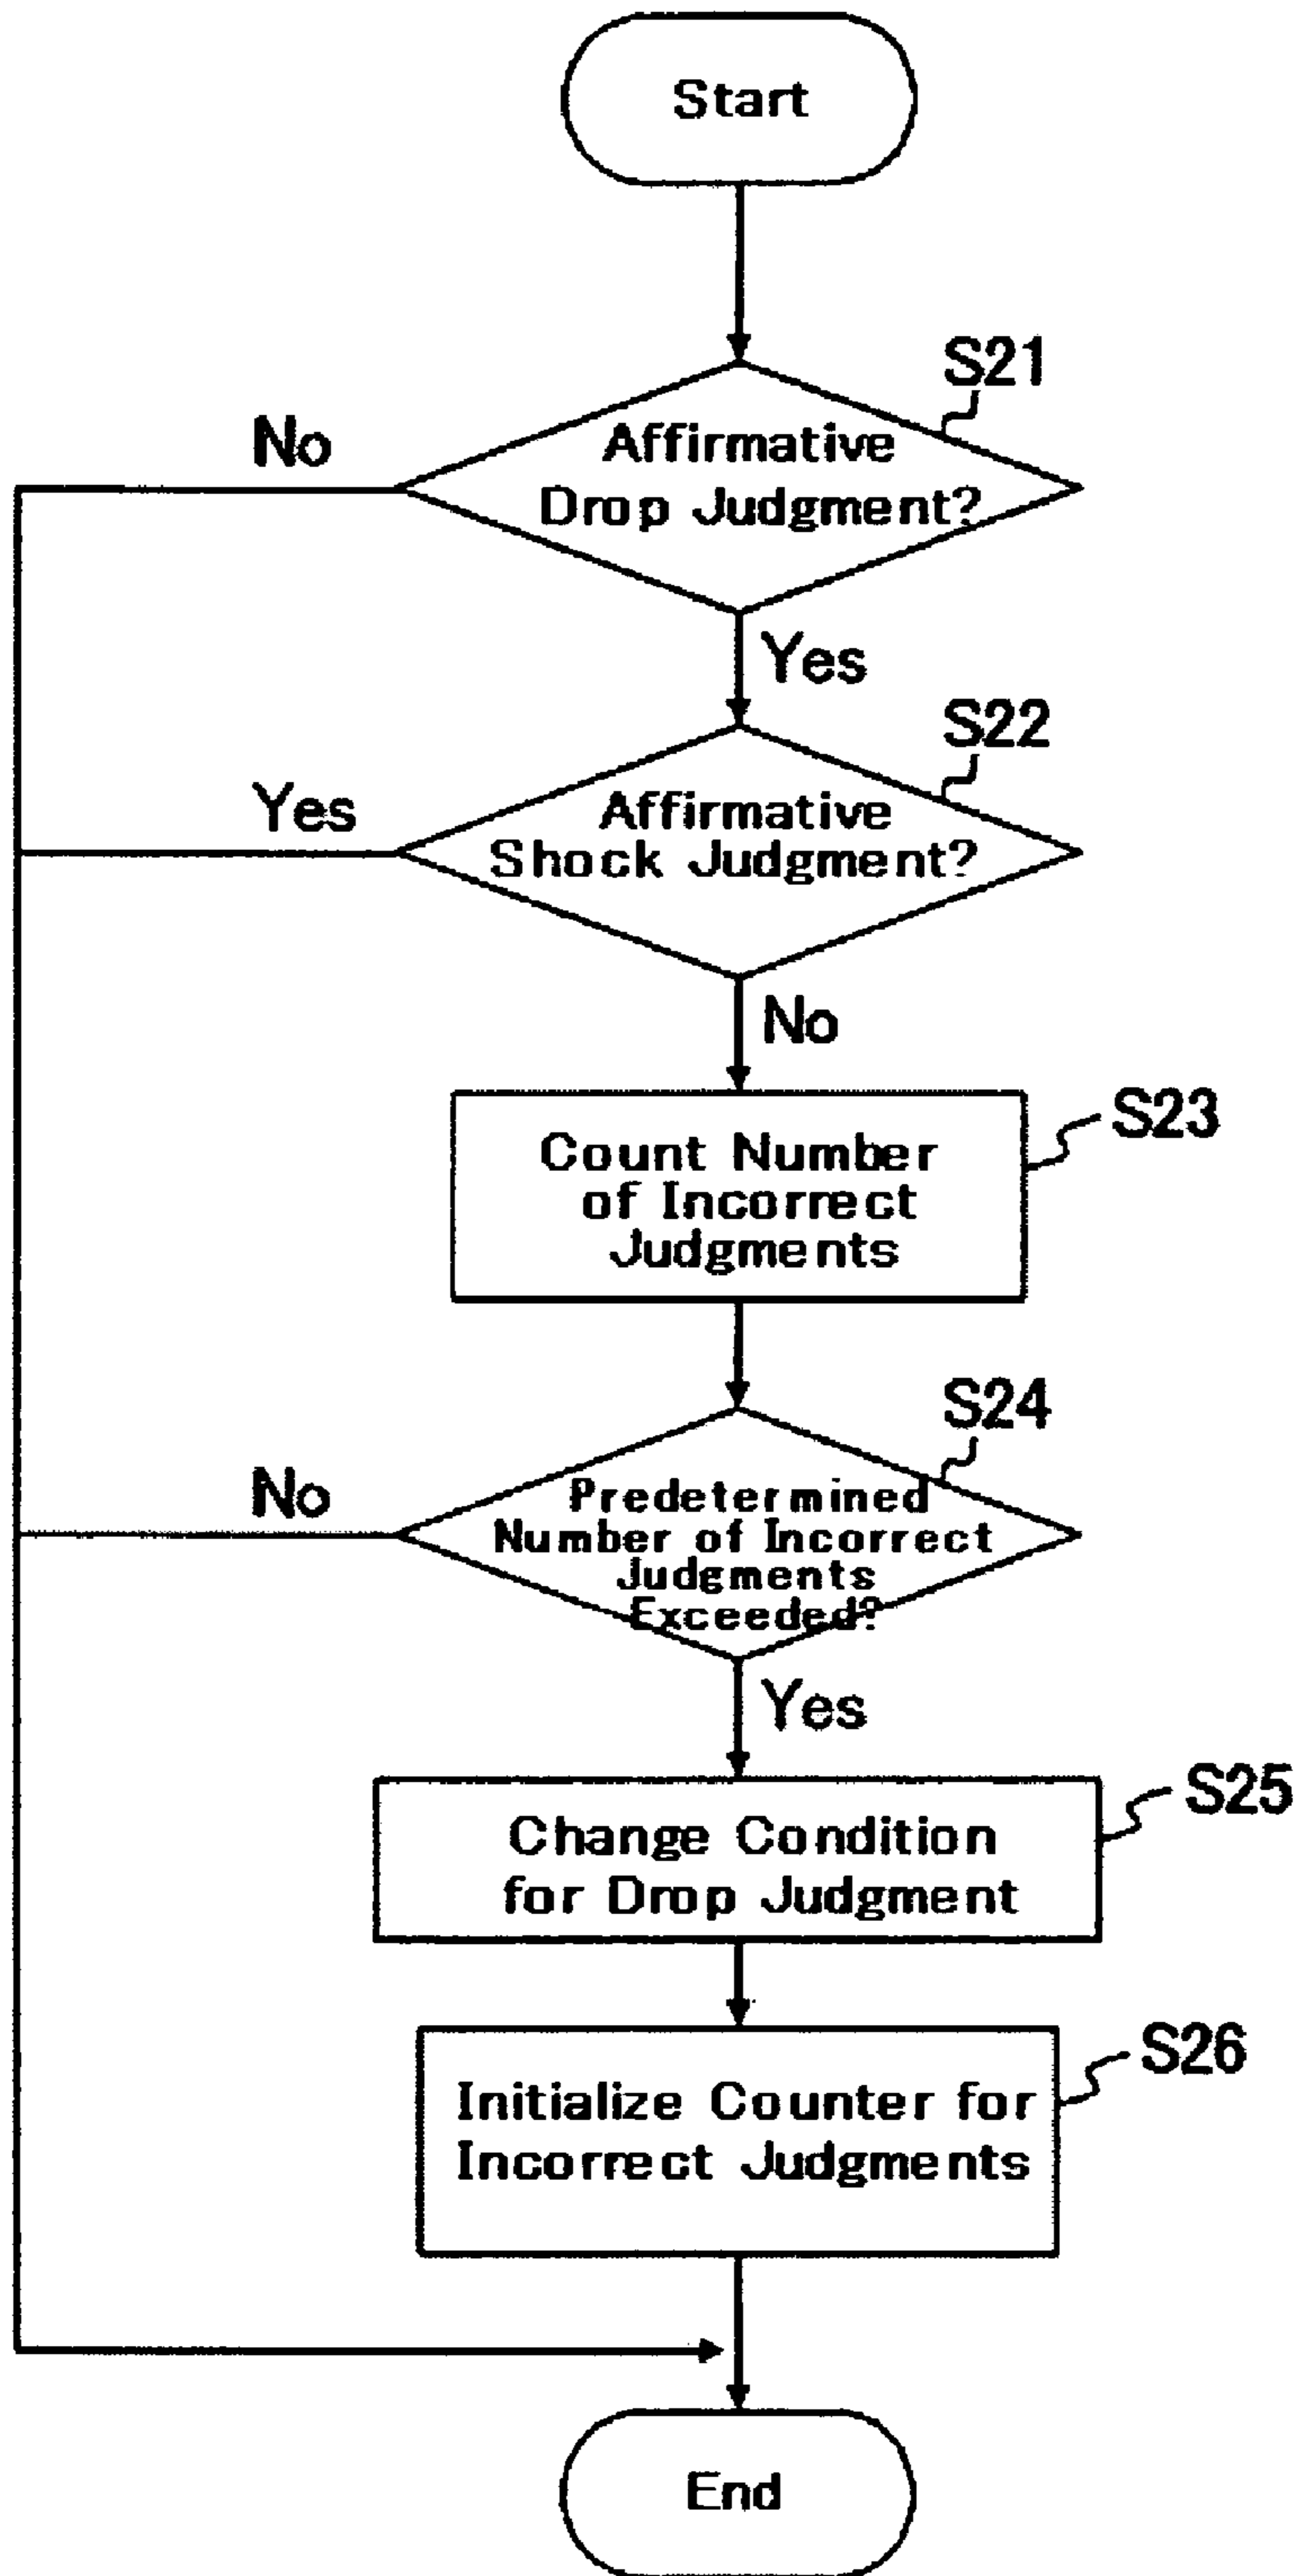 Start
S21
No
Affirmative
Drop Judgment?
Yes
S22
Yes
Affirmative
Shock Judgment?
No
S23
Count Number
of Incorrect
Judgments
S24
No
Predetermined
Number of Incorrect
Judgments
Exceeded?
Yes
S25
Change Condition
for Drop Judgment
S26
Initialize Counter for
Incorrect Judgments
End